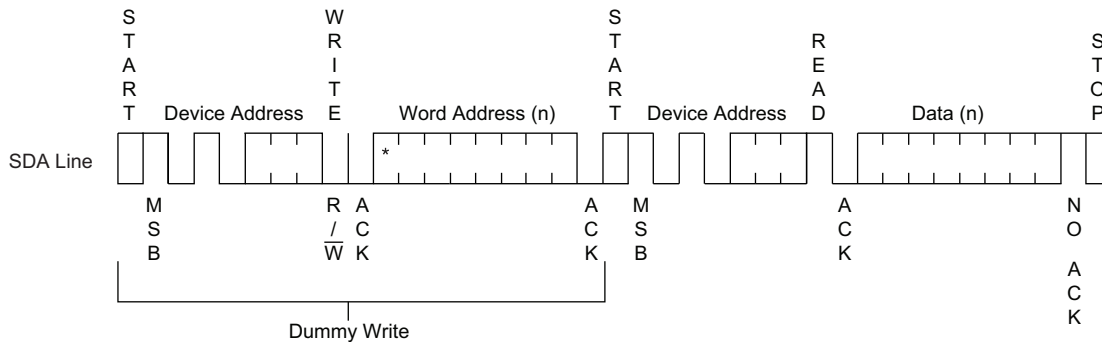 START
WRITE
START
READ
STOP
Device Address
Word Address (n)
Device Address
Data (n)
SDA Line
*
MSB
R/W
ACK
ACK
MSB
ACK
NO ACK
Dummy Write